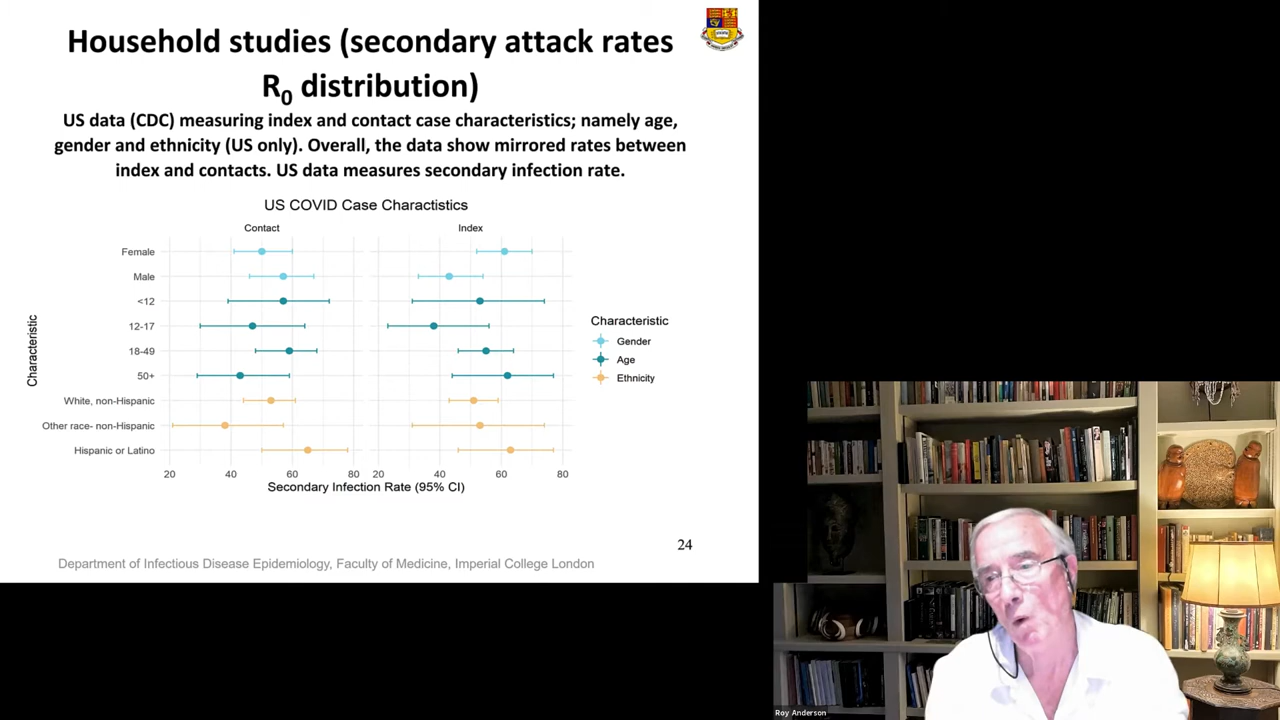 Household studies (secondary attack rates
R0 distribution)
US data (CDC) measuring index and contact case characteristics; namely age,
gender and ethnicity (US only). Overall, the data show mirrored rates between
index and contacts. US data measures secondary infection rate.
US COVID Case Charactistics
Contact
Index
Characteristic
Female
Male
<12
12-17
18-49
50+
White, non-Hispanic
Other race- non-Hispanic
Hispanic or Latino
20 40 60 80 20 40 60 80
Secondary Infection Rate (95% CI)
Characteristic
Gender
Age
Ethnicity
24
Department of Infectious Disease Epidemiology, Faculty of Medicine, Imperial College London
Roy Anderson